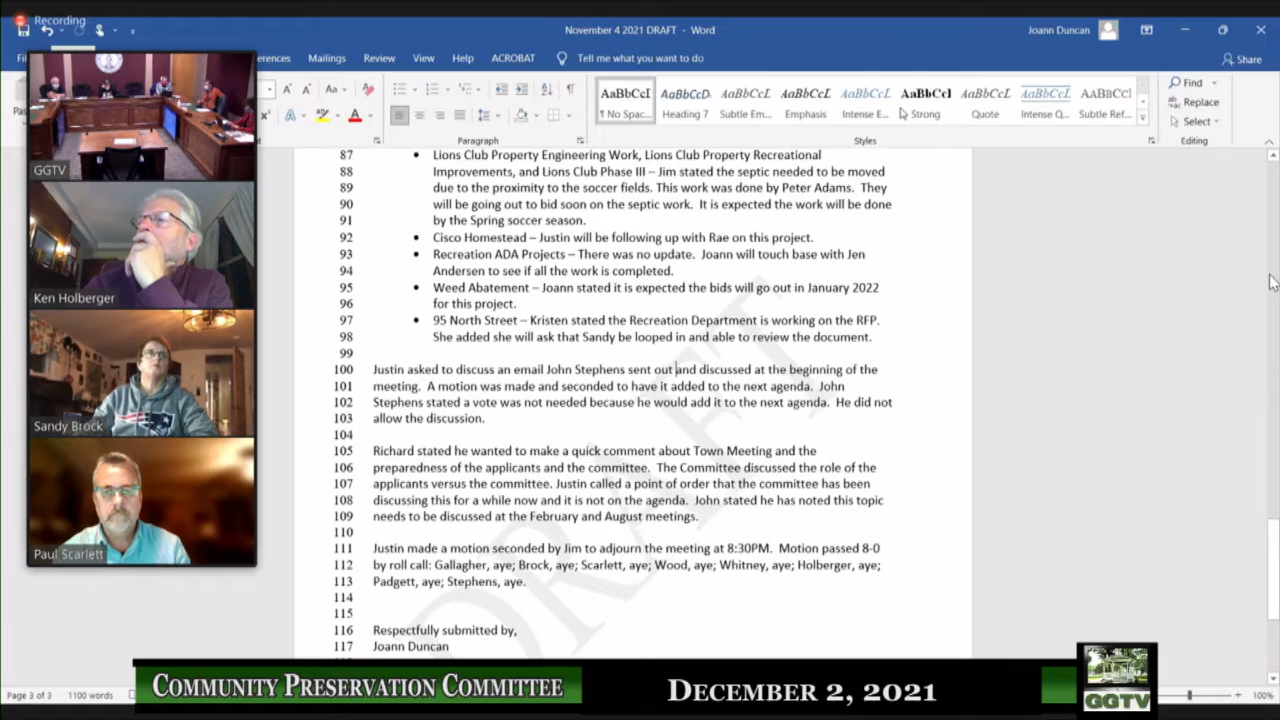 Recording
November 4 2021 DRAFT - Word
Joann Duncan
erences Mailings Review View Help ACROBAT Tell me what you want to do
Share
Aa
AaBbCcI AaBbCcD AaBbCcL AaBbCcL AaBbCcL AaBbCcl AaBbCcL AaBbCcL AABBCCI
¶ No Spac... Heading 7 Subtle Em... Emphasis Intense E... Strong Quote Intense Q... Subtle Ref...
Find
Replace
Select
Paragraph
Styles
Editing
GGTV
Ken Holberger
Sandy Brock
Paul Scarlett
87 • Lions Club Property Engineering Work, Lions Club Property Recreational
88 Improvements, and Lions Club Phase III – Jim stated the septic needed to be moved
89 due to the proximity to the soccer fields. This work was done by Peter Adams. They
90 will be going out to bid soon on the septic work. It is expected the work will be done
91 by the Spring soccer season.
92 • Cisco Homestead – Justin will be following up with Rae on this project.
93 • Recreation ADA Projects – There was no update. Joann will touch base with Jen
94 Andersen to see if all the work is completed.
95 • Weed Abatement – Joann stated it is expected the bids will go out in January 2022
96 for this project.
97 • 95 North Street – Kristen stated the Recreation Department is working on the RFP.
98 She added she will ask that Sandy be looped in and able to review the document.
99
100 Justin asked to discuss an email John Stephens sent out and discussed at the beginning of the
101 meeting. A motion was made and seconded to have it added to the next agenda. John
102 Stephens stated a vote was not needed because he would add it to the next agenda. He did not
103 allow the discussion.
104
105 Richard stated he wanted to make a quick comment about Town Meeting and the
106 preparedness of the applicants and the committee. The Committee discussed the role of the
107 applicants versus the committee. Justin called a point of order that the committee has been
108 discussing this for a while now and it is not on the agenda. John stated he has noted this topic
109 needs to be discussed at the February and August meetings.
110
111 Justin made a motion seconded by Jim to adjourn the meeting at 8:30PM. Motion passed 8-0
112 by roll call: Gallagher, aye; Brock, aye; Scarlett, aye; Wood, aye; Whitney, aye; Holberger, aye;
113 Padgett, aye; Stephens, aye.
114
115
116 Respectfully submitted by,
117 Joann Duncan
DRAFT
Page 3 of 3 1100 words
100%
COMMUNITY PRESERVATION COMMITTEE
DECEMBER 2, 2021
GGTV